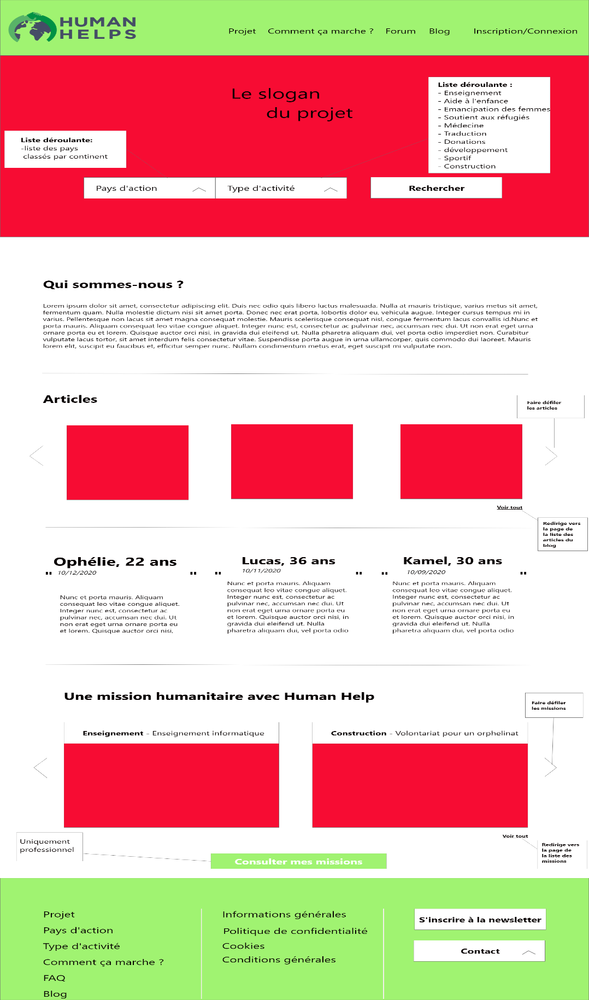 HUMAN
HELPS
Projet
Comment ça marche ?
Forum
Blog
Inscription/Connexion
Le slogan
du projet
Liste déroulante :
- Enseignement
- Aide à l'enfance
- Emancipation des femmes
- Soutient aux réfugiés
- Médecine
- Traduction
- Donations
- développement
- Sportif
- Construction
Liste déroulante:
-liste des pays
classés par continent
Pays d'action
Type d'activité
Rechercher
Qui sommes-nous ?
Lorem ipsum dolor sit amet, consectetur adipiscing elit. Duis nec odio quis libero luctus malesuada. Nulla at mauris tristique, varius metus sit amet,
fermentum quam. Nulla molestie dictum nisi sit amet porta. Donec nec erat porta, lobortis dolor eu, vehicula augue. Integer cursus tempus mi in
varius. Pellentesque non lacus sit amet magna consequat molestie. Mauris scelerisque consequat nisl, congue fermentum lacus convallis id.Nunc et
porta mauris. Aliquam consequat leo vitae congue aliquet. Integer nunc est, consectetur ac pulvinar nec, accumsan nec dui. Ut non erat eget urna
ornare porta eu et lorem. Quisque auctor orci nisi, in gravida dui eleifend ut. Nulla pharetra aliquam dui, vel porta odio imperdiet non. Curabitur
vulputate lacus tortor, sit amet interdum felis consectetur vitae. Suspendisse porta augue in urna ullamcorper, quis commodo dui laoreet. Mauris
lorem elit, suscipit eu faucibus et, efficitur semper nunc. Nullam condimentum metus erat, eget suscipit mi vulputate non.
Articles
Faire défiler
les articles
Voir tout
Redirige vers
la page de
la liste des
articles du
blog
Ophélie, 22 ans
10/12/2020
" "
Nunc et porta mauris. Aliquam
consequat leo vitae congue aliquet.
Integer nunc est, consectetur ac
pulvinar nec, accumsan nec dui. Ut
non erat eget urna ornare porta eu
et lorem. Quisque auctor orci nisi,
Lucas, 36 ans
10/11/2020
" "
Nunc et porta mauris. Aliquam
consequat leo vitae congue aliquet.
Integer nunc est, consectetur ac
pulvinar nec, accumsan nec dui. Ut
non erat eget urna ornare porta eu
et lorem. Quisque auctor orci nisi, in
gravida dui eleifend ut. Nulla
pharetra aliquam dui, vel porta odio
Kamel, 30 ans
10/09/2020
" "
Nunc et porta mauris. Aliquam
consequat leo vitae congue aliquet.
Integer nunc est, consectetur ac
pulvinar nec, accumsan nec dui. Ut
non erat eget urna ornare porta eu
et lorem. Quisque auctor orci nisi, in
gravida dui eleifend ut. Nulla
pharetra aliquam dui, vel porta odio
Une mission humanitaire avec Human Help
Faire défiler
les missions
Enseignement - Enseignement informatique
Construction - Volontariat pour un orphelinat
Voir tout
Redirige vers
la page de
la liste des
missions
Uniquement
professionnel
Consulter mes missions
Projet
Pays d'action
Type d'activité
Comment ça marche ?
FAQ
Blog
Informations générales
Politique de confidentialité
Cookies
Conditions générales
S'inscrire à la newsletter
Contact